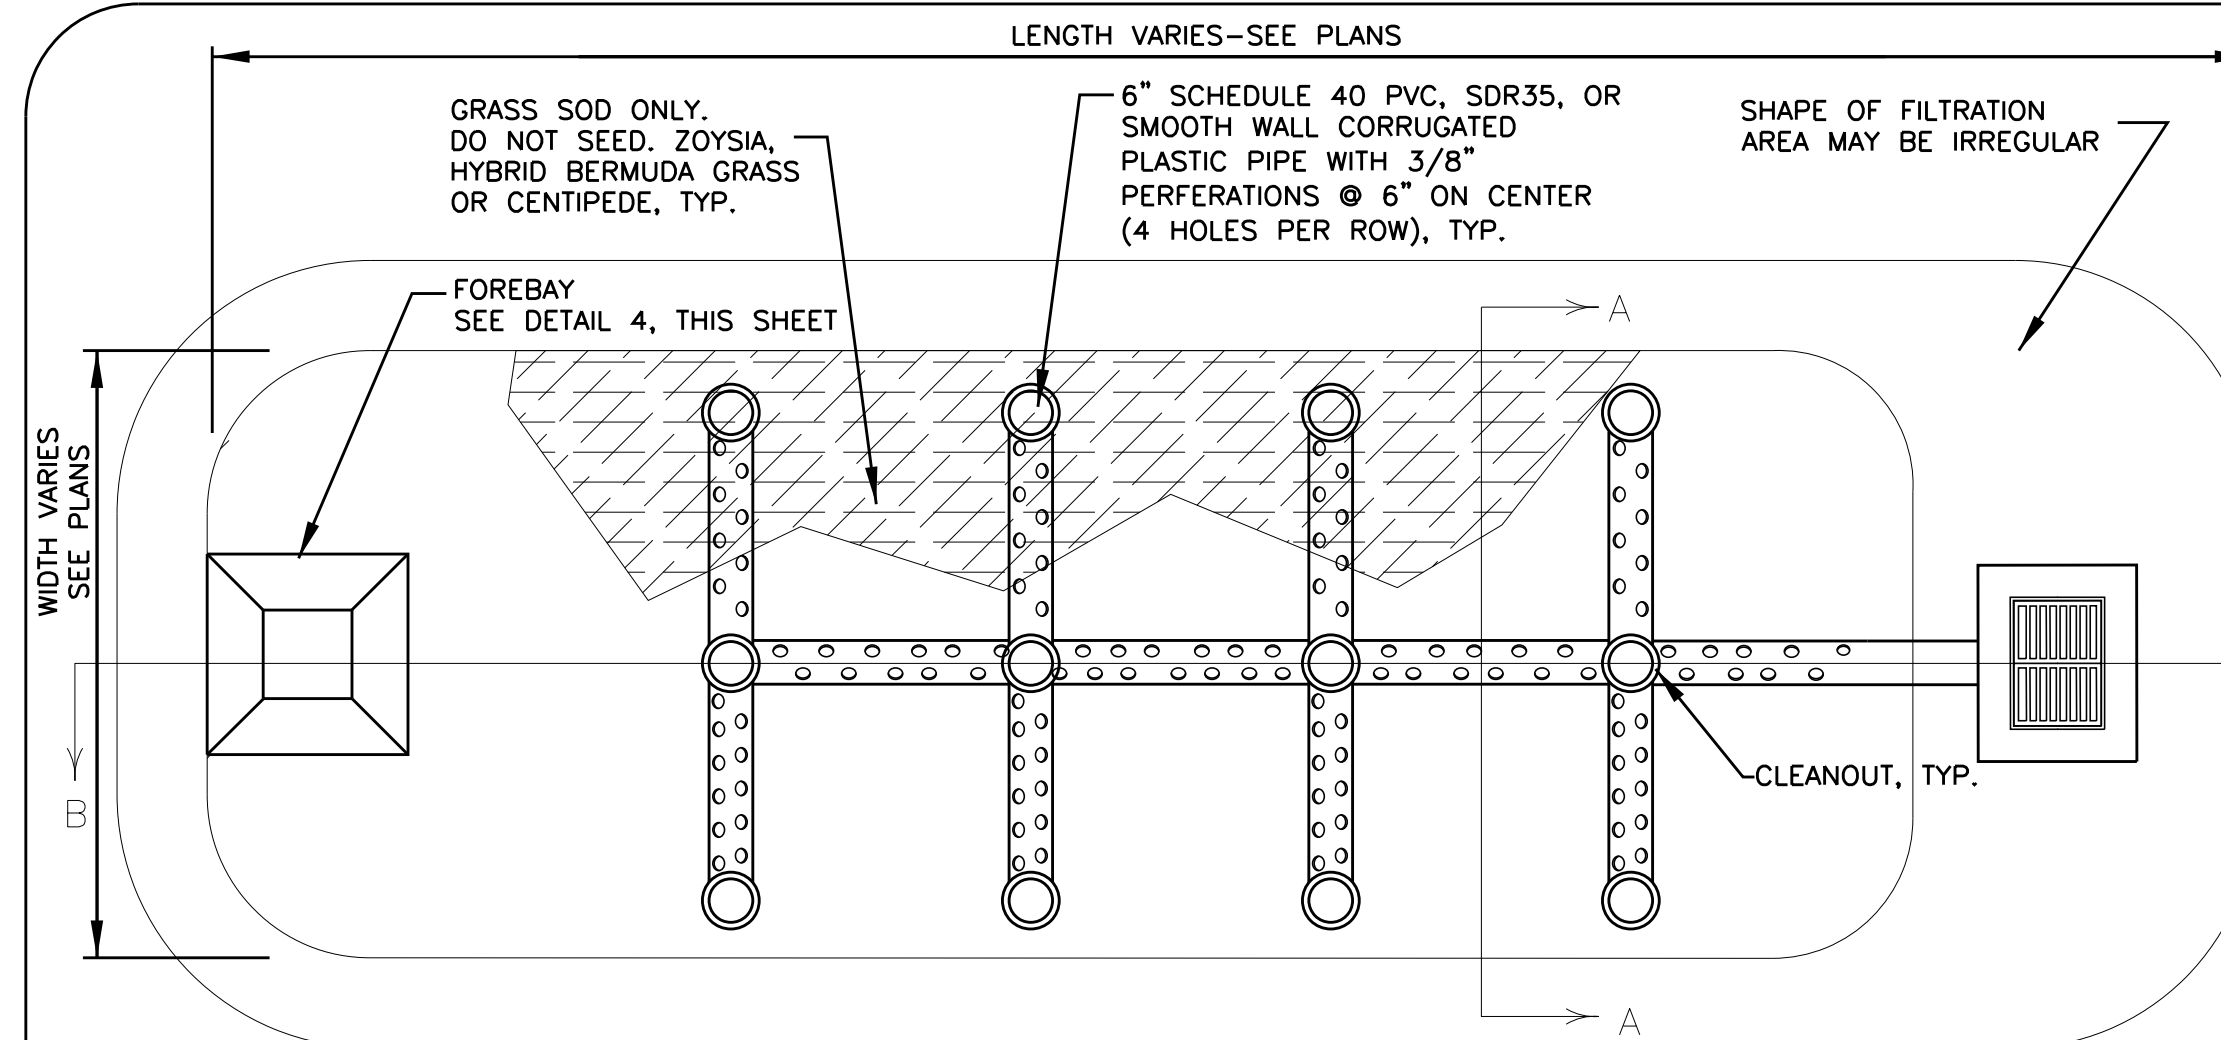 LENGTH VARIES-SEE PLANS
GRASS SOD ONLY.
DO NOT SEED. ZOYSIA,
HYBRID BERMUDA GRASS
OR CENTIPEDE, TYP.
6" SCHEDULE 40 PVC, SDR35, OR
SMOOTH WALL CORRUGATED
PLASTIC PIPE WITH 3/8"
PERFERATIONS @ 6" ON CENTER
(4 HOLES PER ROW), TYP.
SHAPE OF FILTRATION
AREA MAY BE IRREGULAR
FOREBAY
SEE DETAIL 4, THIS SHEET
A
WIDTH VARIES
SEE PLANS
CLEANOUT, TYP.
B
A